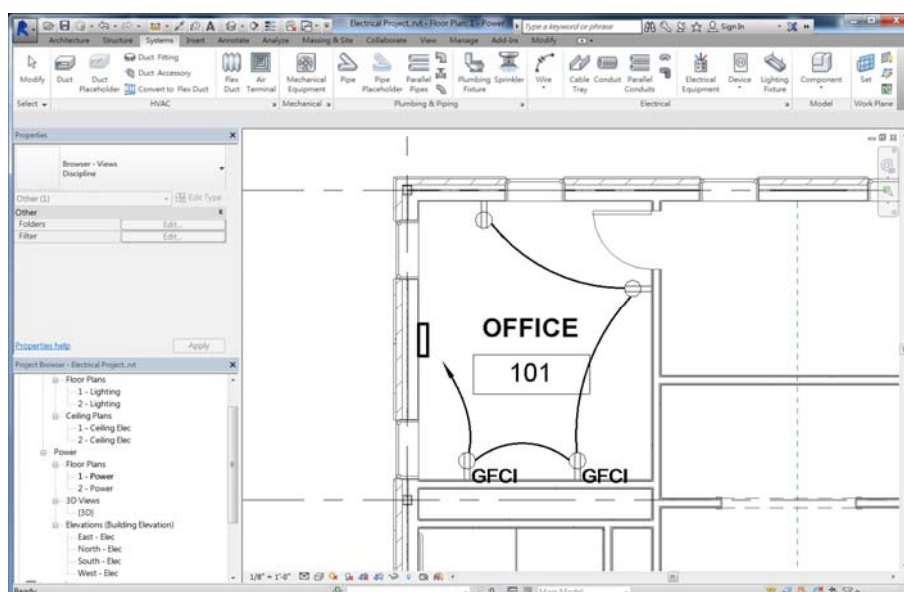 Electrical Project.rvt - Floor Plan: 1 - Power
Type a keyword or phrase
Sign In
Architecture Structure Systems Insert Annotate Analyze Massing & Site Collaborate View Manage Add-Ins Modify
Modify
Duct
Duct Placeholder
Duct Fitting
Duct Accessory
Convert to Flex Duct
Flex Duct
Air Terminal
Mechanical Equipment
Pipe
Pipe Placeholder
Parallel Pipes
Plumbing Fixture
Sprinkler
Wire
Cable Tray
Conduit
Parallel Conduits
Electrical Equipment
Device
Lighting Fixture
Component
Set
Select
HVAC
Mechanical
Plumbing & Piping
Electrical
Model
Work Plane
Properties
Browser - Views
Discipline
Other (1)
Edit Type
Other
Folders
Edit...
Filter
Edit...
Properties help
Apply
Project Browser - Electrical Project.rvt
Floor Plans
1 - Lighting
2 - Lighting
Ceiling Plans
1 - Ceiling Elec
2 - Ceiling Elec
Power
Floor Plans
1 - Power
2 - Power
3D Views
{3D}
Elevations (Building Elevation)
East - Elec
North - Elec
South - Elec
West - Elec
OFFICE
101
GFCI
GFCI
1/8" = 1'-0"
Ready
Main Model